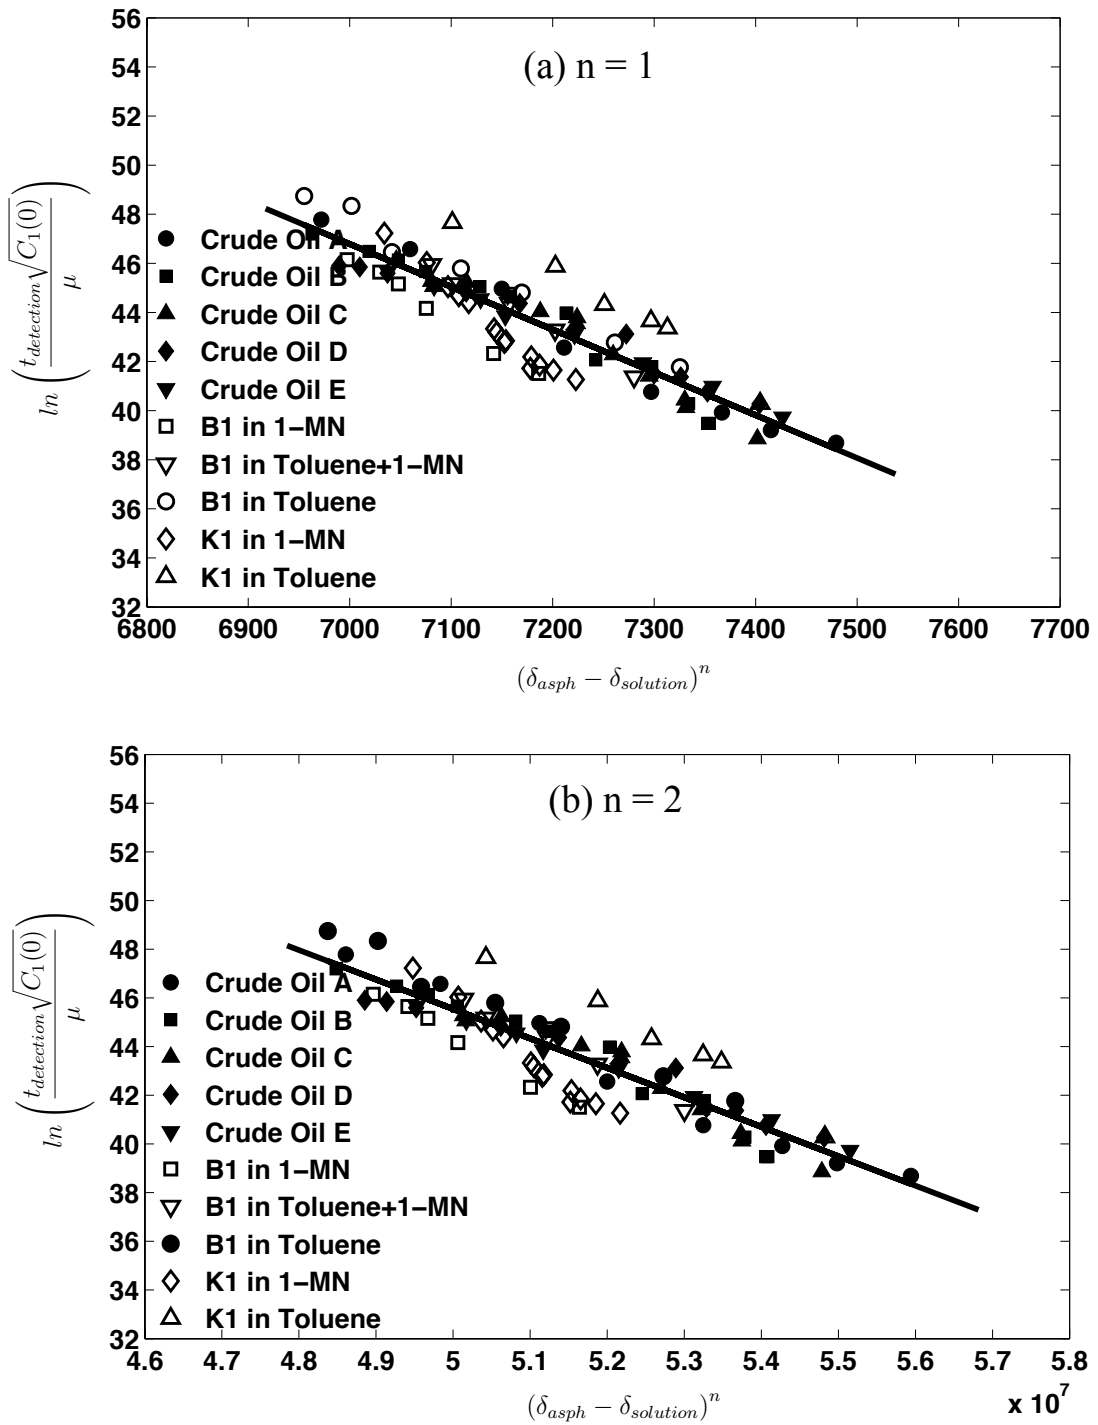 56
(a) n = 1
54
52
50
48
46
44
42
40
38
36
34
32
ln ( t_detection √C₁(0) / μ )
Crude Oil A
Crude Oil B
Crude Oil C
Crude Oil D
Crude Oil E
B1 in 1−MN
B1 in Toluene+1−MN
B1 in Toluene
K1 in 1−MN
K1 in Toluene
6800 6900 7000 7100 7200 7300 7400 7500 7600 7700
(δ_asph − δ_solution)^n
56
(b) n = 2
54
52
50
48
46
44
42
40
38
36
34
32
ln ( t_detection √C₁(0) / μ )
Crude Oil A
Crude Oil B
Crude Oil C
Crude Oil D
Crude Oil E
B1 in 1−MN
B1 in Toluene+1−MN
B1 in Toluene
K1 in 1−MN
K1 in Toluene
4.6 4.7 4.8 4.9 5 5.1 5.2 5.3 5.4 5.5 5.6 5.7 5.8
(δ_asph − δ_solution)^n
x 10^7